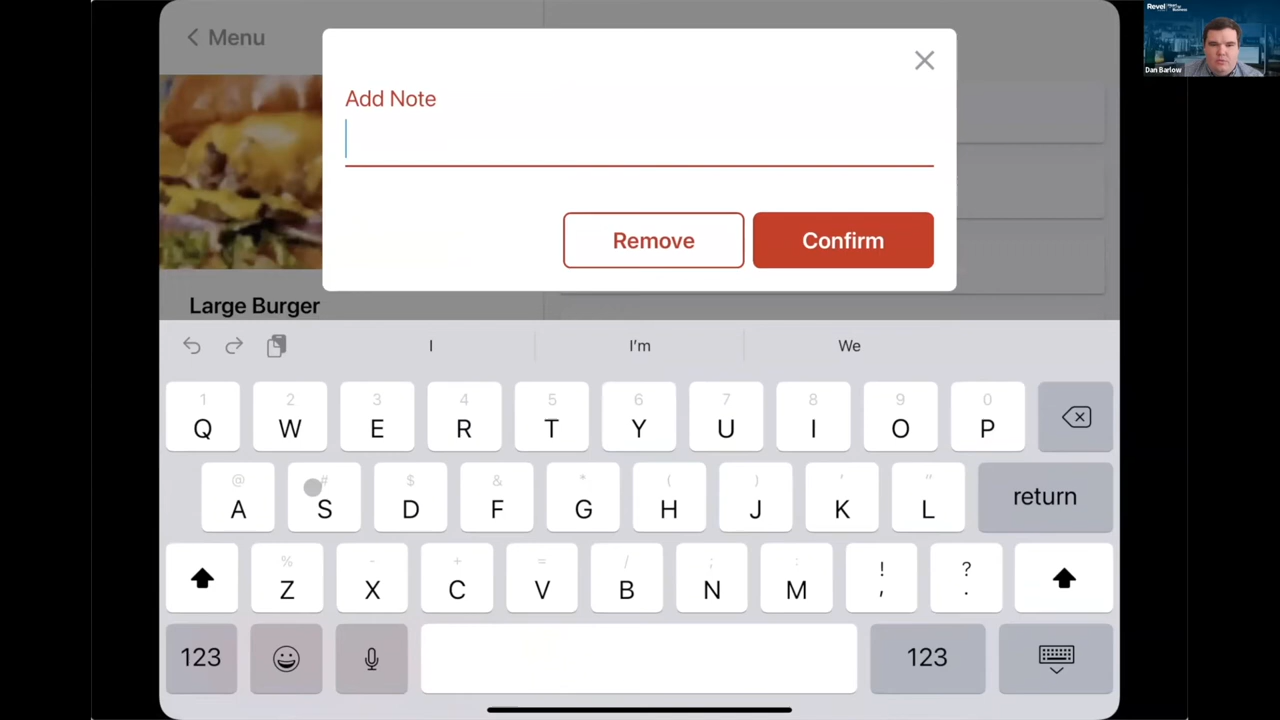 Menu
Add Note
Remove
Confirm
Large Burger
I
I'm
We
1 2 3 4 5 6 7 8 9 0
Q W E R T Y U I O P
@ # $ & * ( ) ' "
A S D F G H J K L
return
% - + = / ; : ! ?
Z X C V B N M , .
123
123
Revel
Dan Barlow